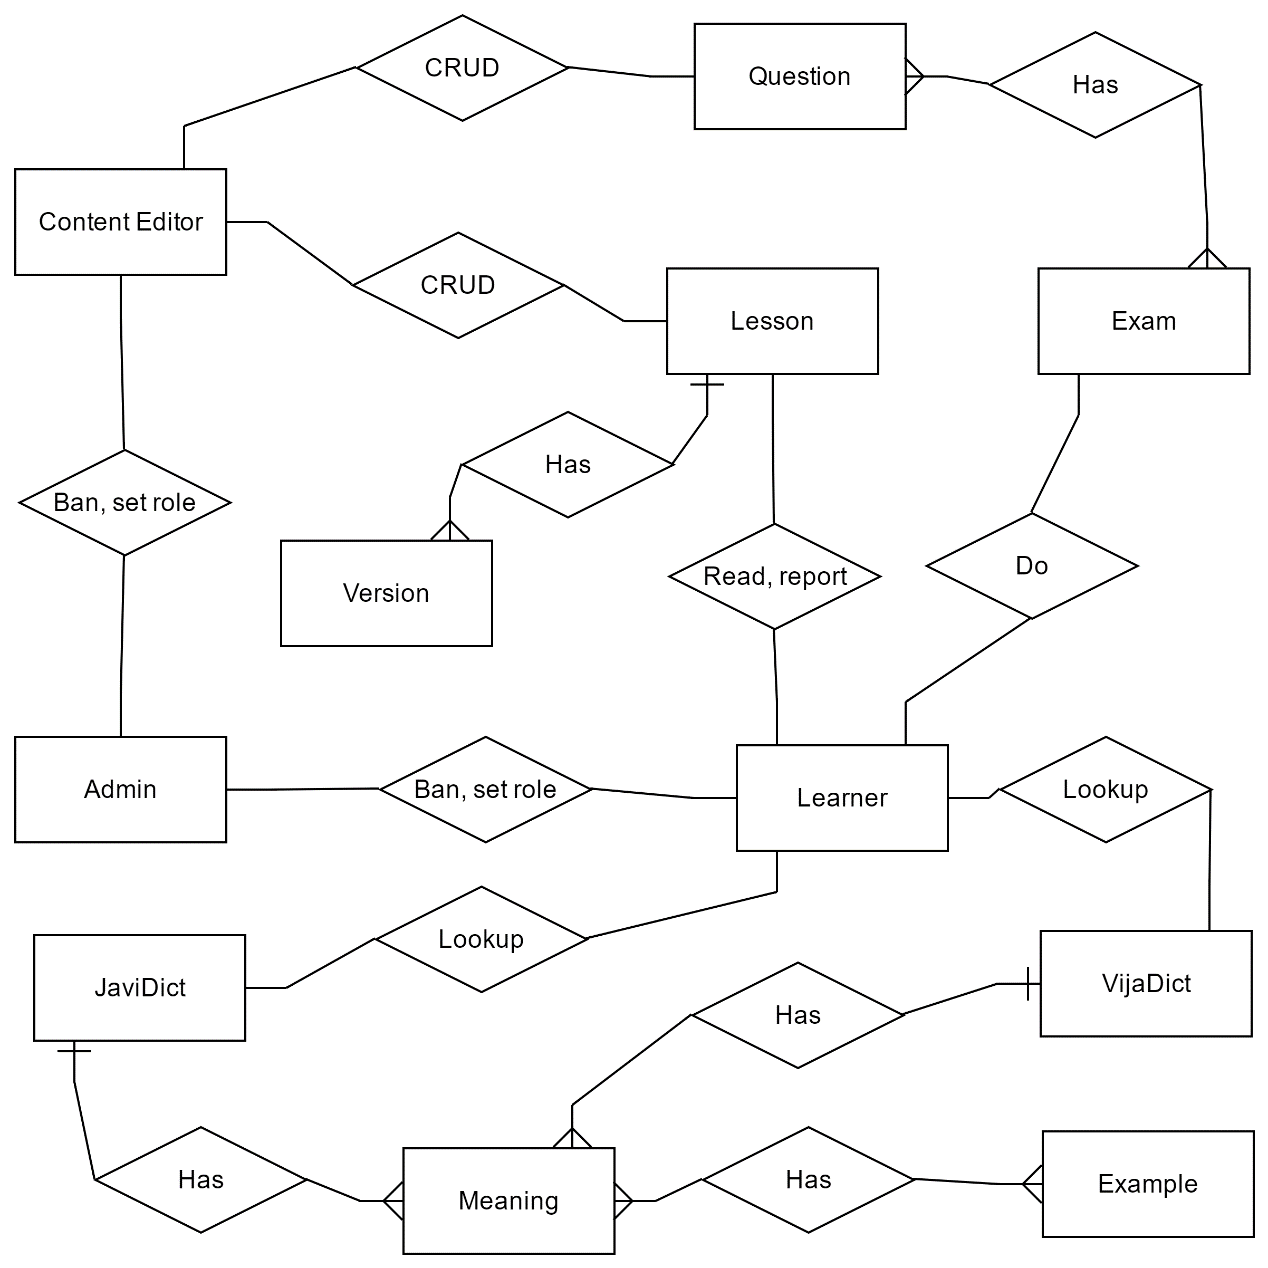 CRUD
Question
Has
Content Editor
CRUD
Lesson
Exam
Has
Ban, set role
Read, report
Do
Version
Admin
Ban, set role
Learner
Lookup
JaviDict
Lookup
Has
VijaDict
Has
Meaning
Has
Example